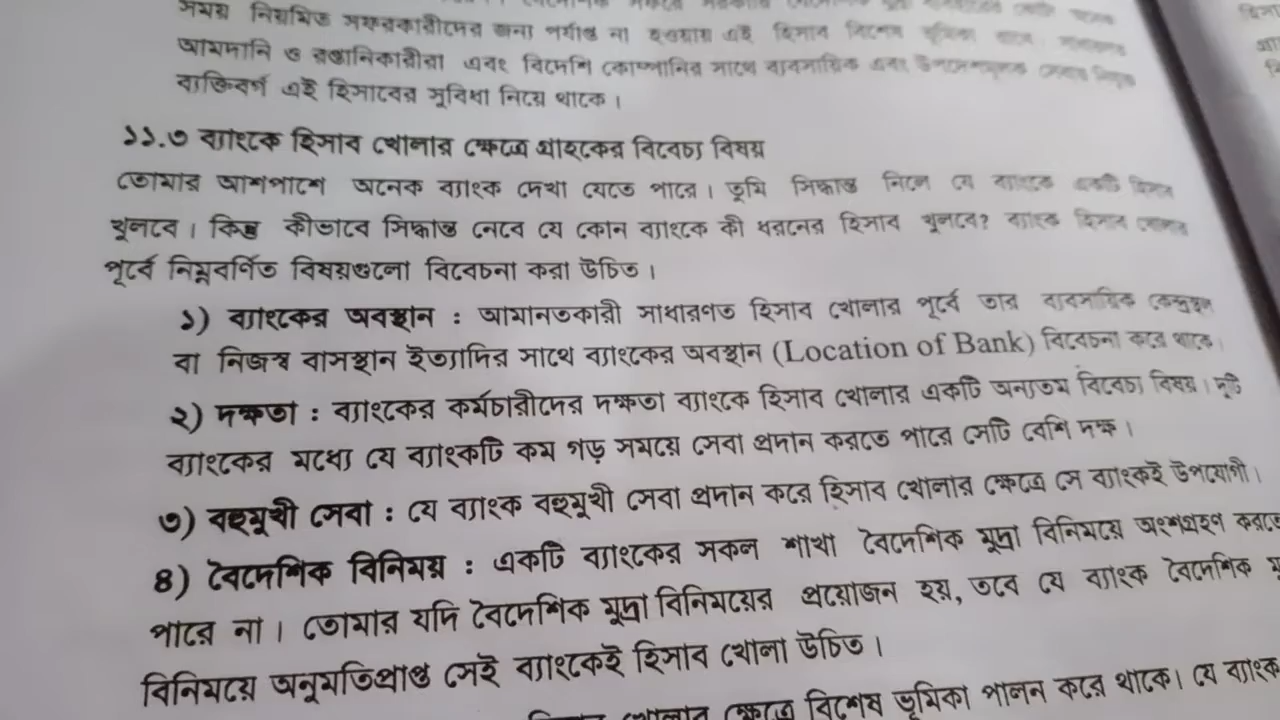 সময় নিয়মিত সফরকারীদের জন্য পর্যাপ্ত না হওয়ায় এই হিসাব বিশেষ ভূমিকা রাখে।
আমদানি ও রপ্তানিকারীরা এবং বিদেশি কোম্পানির সাথে ব্যবসায়িক এবং উপদেশমূলক সেবায় নিযুক্ত
ব্যক্তিবর্গ এই হিসাবের সুবিধা নিয়ে থাকে।
১১.৩ ব্যাংকে হিসাব খোলার ক্ষেত্রে গ্রাহকের বিবেচ্য বিষয়
তোমার আশপাশে অনেক ব্যাংক দেখা যেতে পারে। তুমি সিদ্ধান্ত নিলে যে ব্যাংকে একটি হিসাব
খুলবে। কিন্তু কীভাবে সিদ্ধান্ত নেবে যে কোন ব্যাংকে কী ধরনের হিসাব খুলবে? ব্যাংক হিসাব খোলার
পূর্বে নিম্নবর্ণিত বিষয়গুলো বিবেচনা করা উচিত।
১) ব্যাংকের অবস্থান : আমানতকারী সাধারণত হিসাব খোলার পূর্বে তার ব্যবসায়িক কেন্দ্রস্থল
বা নিজস্ব বাসস্থান ইত্যাদির সাথে ব্যাংকের অবস্থান (Location of Bank) বিবেচনা করে থাকে।
২) দক্ষতা : ব্যাংকের কর্মচারীদের দক্ষতা ব্যাংকে হিসাব খোলার একটি অন্যতম বিবেচ্য বিষয়। দুটি
ব্যাংকের মধ্যে যে ব্যাংকটি কম গড় সময়ে সেবা প্রদান করতে পারে সেটি বেশি দক্ষ।
৩) বহুমুখী সেবা : যে ব্যাংক বহুমুখী সেবা প্রদান করে হিসাব খোলার ক্ষেত্রে সে ব্যাংকই উপযোগী।
৪) বৈদেশিক বিনিময় : একটি ব্যাংকের সকল শাখা বৈদেশিক মুদ্রা বিনিময়ে অংশগ্রহণ করতে
পারে না। তোমার যদি বৈদেশিক মুদ্রা বিনিময়ের প্রয়োজন হয়, তবে যে ব্যাংক বৈদেশিক মু
বিনিময়ে অনুমতিপ্রাপ্ত সেই ব্যাংকেই হিসাব খোলা উচিত।
খোলার ক্ষেত্রে বিশেষ ভূমিকা পালন করে থাকে। যে ব্যাংক